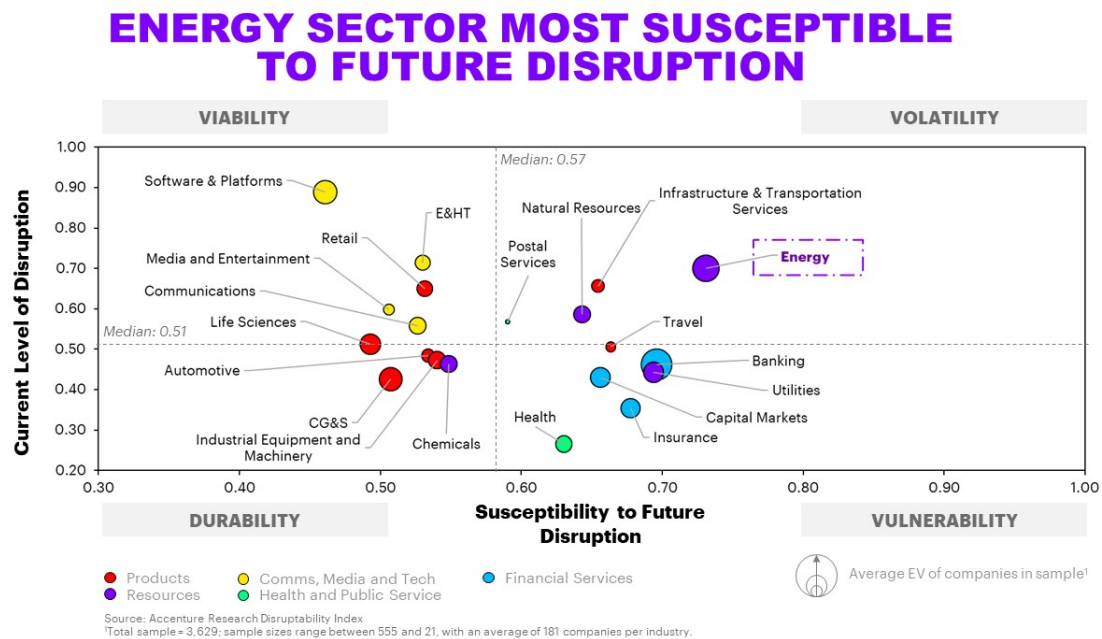 ENERGY SECTOR MOST SUSCEPTIBLE
TO FUTURE DISRUPTION
VIABILITY
VOLATILITY
Current Level of Disruption
1.00
0.90
0.80
0.70
0.60
0.50
0.40
0.30
0.20
Median: 0.57
Median: 0.51
Software & Platforms
E&HT
Retail
Media and Entertainment
Communications
Life Sciences
Automotive
CG&S
Industrial Equipment and
Machinery
Chemicals
Natural Resources
Infrastructure & Transportation
Services
Postal
Services
Energy
Travel
Banking
Utilities
Capital Markets
Insurance
Health
0.30
0.40
0.50
0.60
0.70
0.80
0.90
1.00
DURABILITY
Susceptibility to Future
Disruption
VULNERABILITY
Products
Comms, Media and Tech
Financial Services
Resources
Health and Public Service
Average EV of companies in sample¹
Source: Accenture Research Disruptability Index
¹Total sample = 3,629; sample sizes range between 555 and 21, with an average of 181 companies per industry.